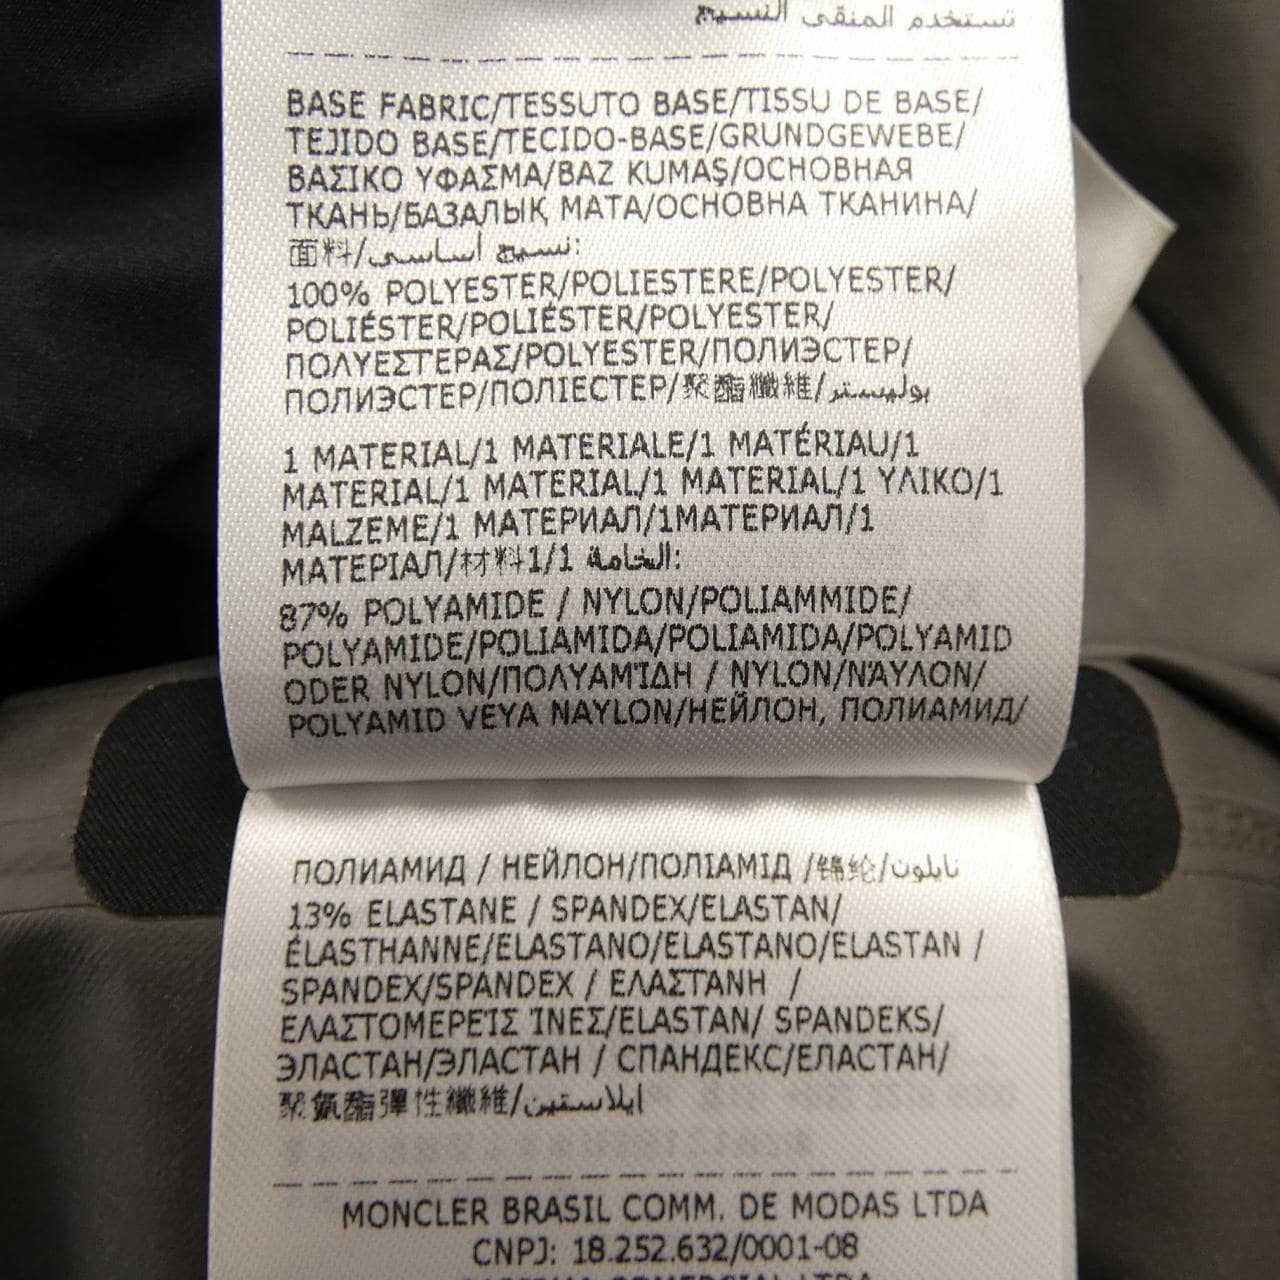 تستخدم المنقى النسيج
BASE FABRIC/TESSUTO BASE/TISSU DE BASE/
TEJIDO BASE/TECIDO-BASE/GRUNDGEWEBE/
ΒΑΣΙΚΟ ΥΦΑΣΜΑ/BAZ KUMAŞ/ОСНОВНАЯ
ТКАНЬ/БАЗАЛЫҚ МАТА/ОСНОВНА ТКАНИНА/
面料/نسيج أساسي:
100% POLYESTER/POLIESTERE/POLYESTER/
POLIÉSTER/POLIÉSTER/POLYESTER/
ΠΟΛΥΕΣΤΕΡΑΣ/POLYESTER/ПОЛИЭСТЕР/
ПОЛИЭСТЕР/ПОЛІЕСТЕР/聚酯纖維/بوليستر
1 MATERIAL/1 MATERIALE/1 MATÉRIAU/1
MATERIAL/1 MATERIAL/1 MATERIAL/1 ΥΛΙΚΟ/1
MALZEME/1 МАТЕРИАЛ/1МАТЕРИАЛ/1
МАТЕРІАЛ/材料1/1 الخامة:
87% POLYAMIDE / NYLON/POLIAMMIDE/
POLYAMIDE/POLIAMIDA/POLIAMIDA/POLYAMID
ODER NYLON/ΠΟΛΥΑΜΊΔΗ / NYLON/ΝΆΥΛΟΝ/
POLYAMID VEYA NAYLON/НЕЙЛОН, ПОЛИАМИД/
ПОЛИАМИД / НЕЙЛОН/ПОЛІАМІД /錦纶/نايلون
13% ELASTANE / SPANDEX/ELASTAN/
ÉLASTHANNE/ELASTANO/ELASTANO/ELASTAN /
SPANDEX/SPANDEX / ΕΛΑΣΤΑΝΗ /
ΕΛΑΣΤΟΜΕΡΕΊΣ ΊΝΕΣ/ELASTAN/ SPANDEKS/
ЭЛАСТАН/ЭЛАСТАН / СПАНДЕКС/ЕЛАСТАН/
聚氨酯彈性纖維/ايلاستين
MONCLER BRASIL COMM. DE MODAS LTDA
CNPJ: 18.252.632/0001-08